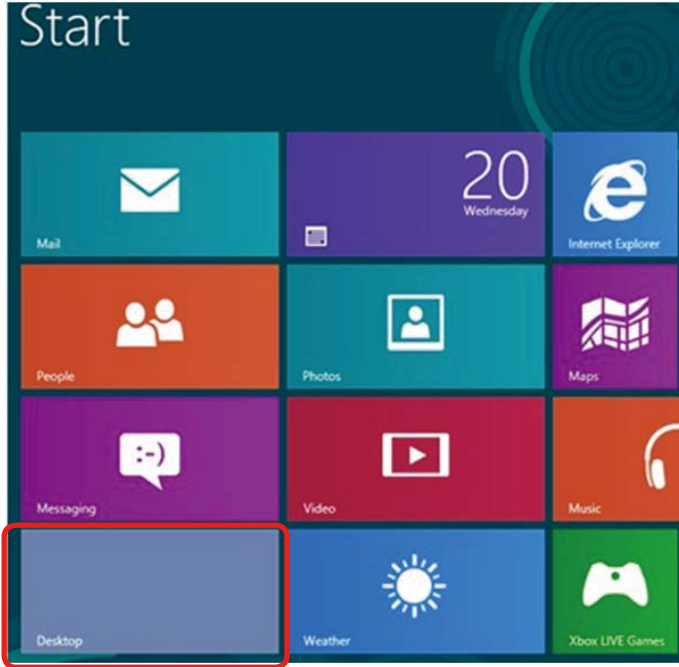 Start
20
Wednesday
Mail
Internet Explorer
People
Photos
Maps
:-)
Messaging
Video
Music
Desktop
Weather
Xbox LIVE Games